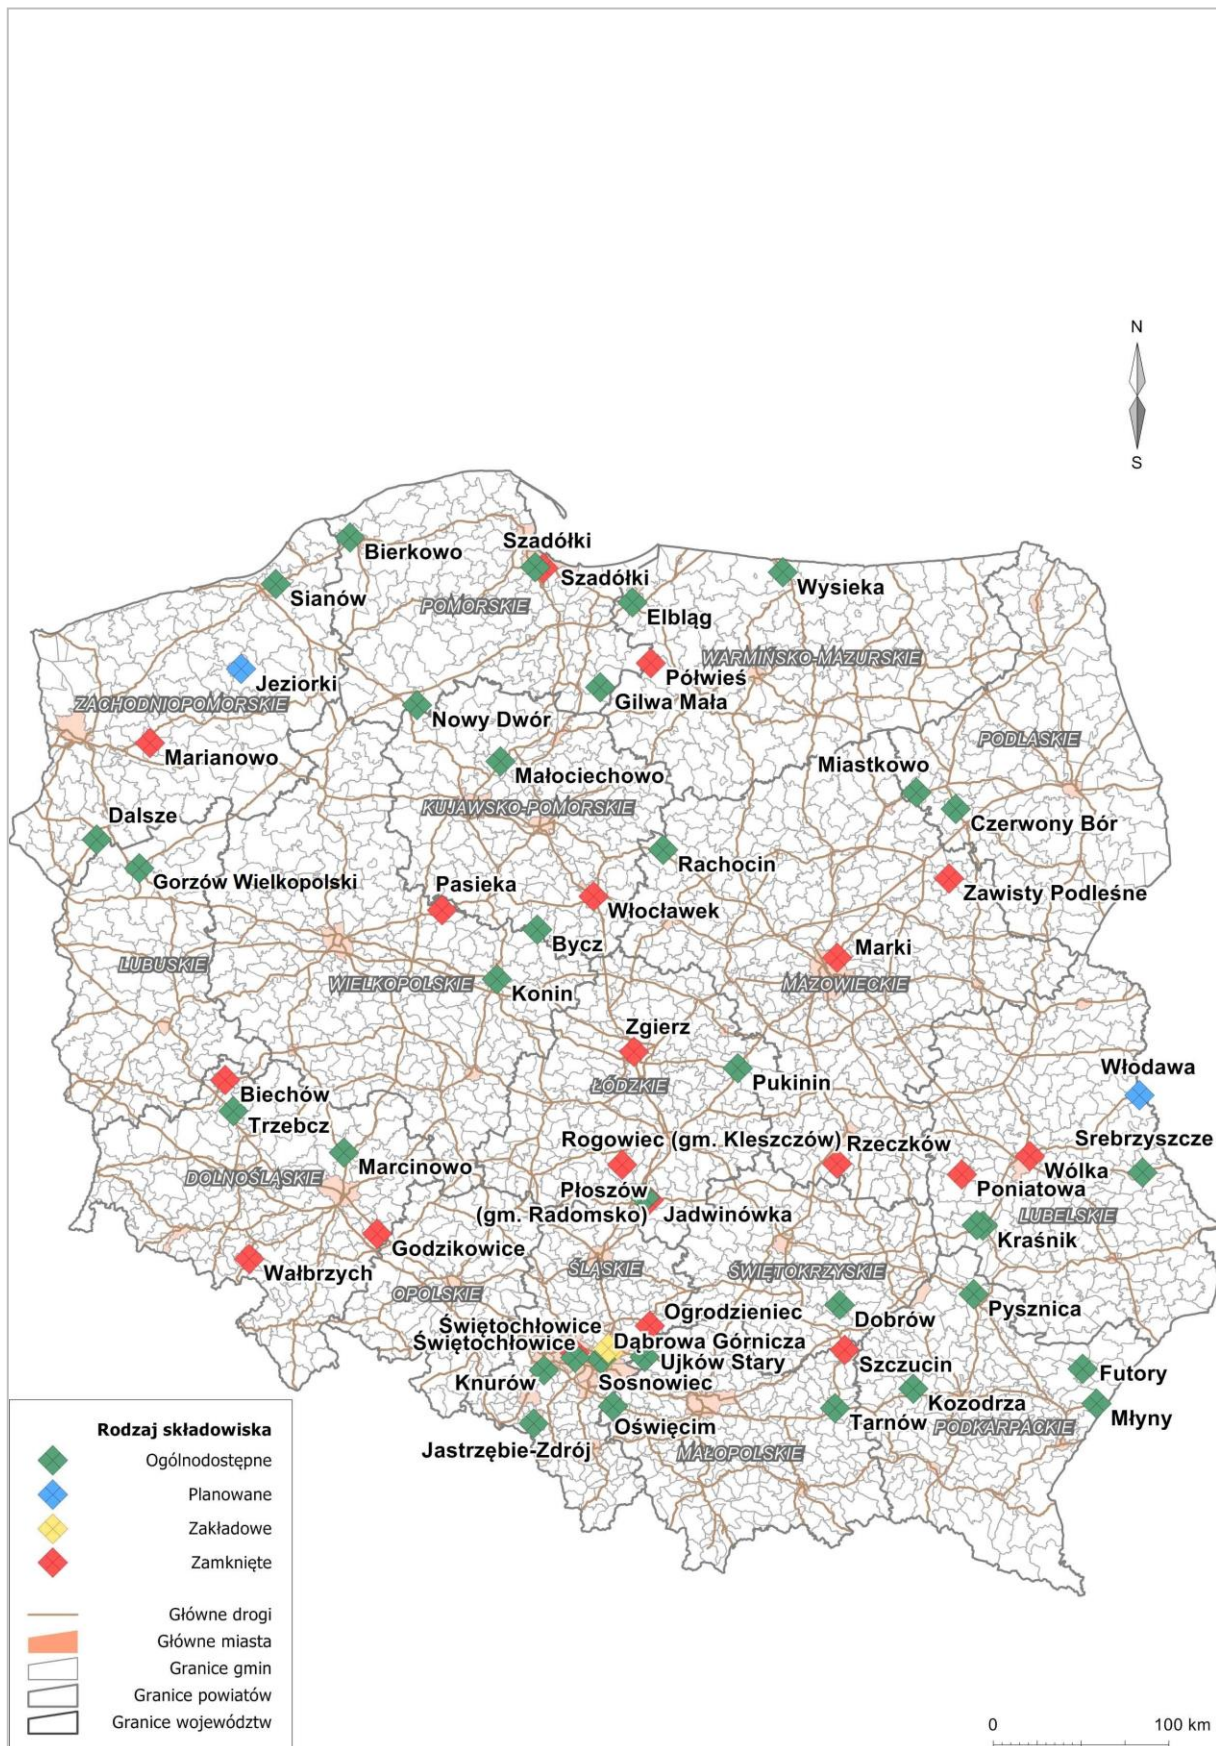 N
S
Bierkowo
Szadółki
Szadółki
Wysieka
Sianów
POMORSKIE
Elbląg
WARMIŃSKO-MAZURSKIE
Półwieś
Jeziorki
Gilwa Mała
ZACHODNIOPOMORSKIE
Nowy Dwór
PODLASKIE
Marianowo
Miastkowo
Małociechowo
KUJAWSKO-POMORSKIE
Dalsze
Czerwony Bór
Rachocin
Gorzów Wielkopolski
Pasieka
Zawisty Podleśne
Włocławek
Bycz
Marki
LUBUSKIE
WIELKOPOLSKIE
MAZOWIECKIE
Konin
Zgierz
Włodawa
Pukinin
ŁÓDZKIE
Biechów
Trzebcz
Srebrzyszcze
Rogowiec (gm. Kleszczów)
Rzeczków
Marcinowo
Wólka
DOLNOŚLĄSKIE
Poniatowa
Płoszów
(gm. Radomsko)
Jadwinówka
LUBELSKIE
Kraśnik
Godzikowice
Wałbrzych
ŚLĄSKIE
ŚWIĘTOKRZYSKIE
OPOLSKIE
Pysznica
Ogrodzieniec
Dobrów
Świętochłowice
Świętochłowice
Dąbrowa Górnicza
Ujków Stary
Szczucin
Knurów
Sosnowiec
Futory
Kozodrza
Młyny
Oświęcim
Tarnów
PODKARPACKIE
Jastrzębie-Zdrój
MAŁOPOLSKIE
Rodzaj składowiska
Ogólnodostępne
Planowane
Zakładowe
Zamknięte
Główne drogi
Główne miasta
Granice gmin
Granice powiatów
Granice województw
0 100 km